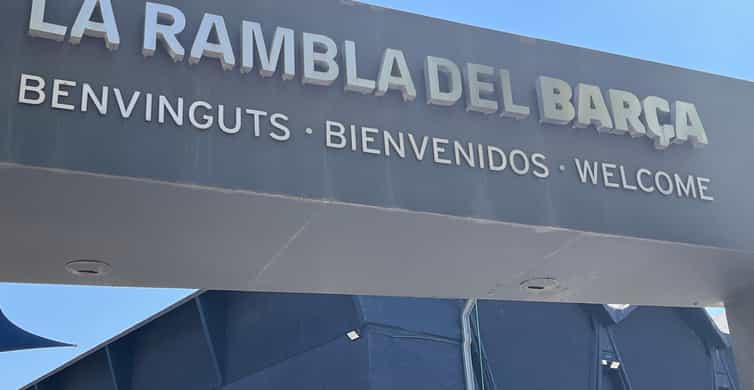 LA RAMBLA DEL BARÇA
BENVINGUTS · BIENVENIDOS · WELCOME